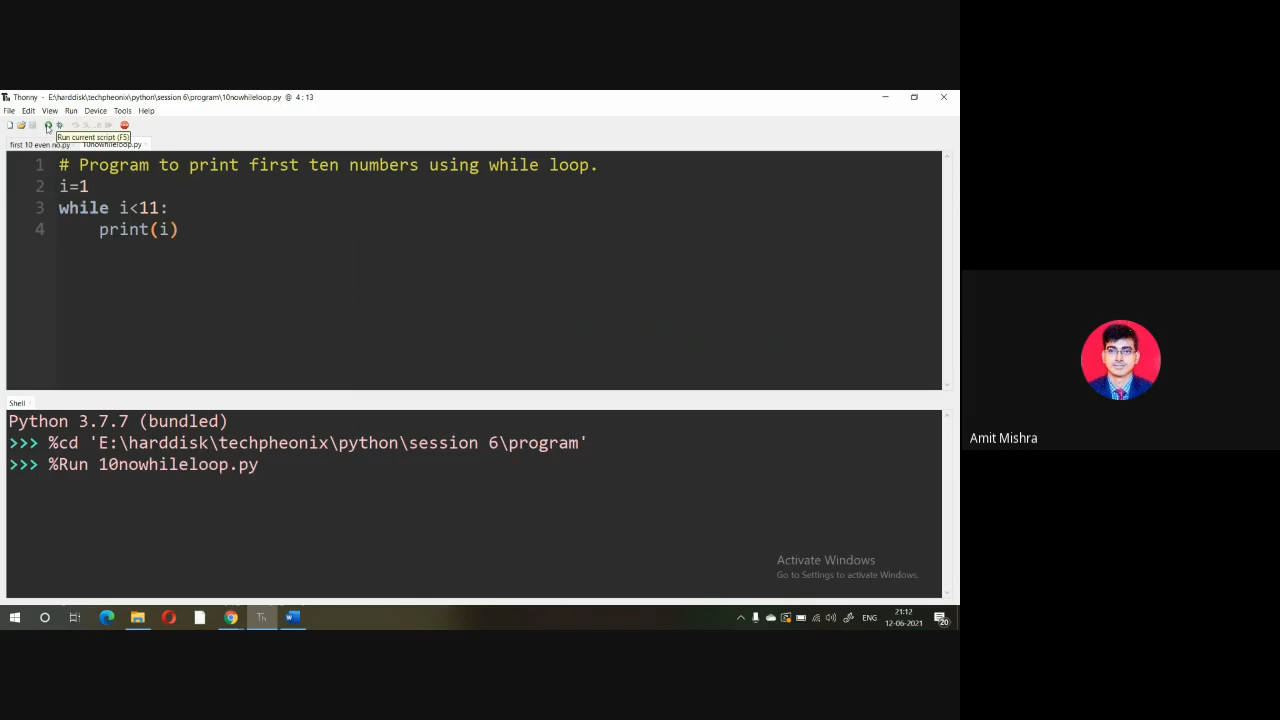 Thonny - E:\harddisk\techpheonix\python\session 6\program\10nowhileloop.py @ 4 : 13
File Edit View Run Device Tools Help
Run current script (F5)
first 10 even no.py 10nowhileloop.py
1 # Program to print first ten numbers using while loop.
2 i=1
3 while i<11:
4 print(i)
Shell
Python 3.7.7 (bundled)
>>> %cd 'E:\harddisk\techpheonix\python\session 6\program'
>>> %Run 10nowhileloop.py
Activate Windows
Go to Settings to activate Windows.
ENG
21:12
12-06-2021
20
Amit Mishra